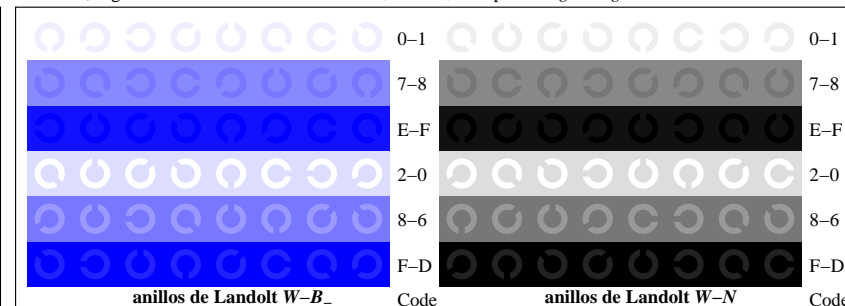 0–1 0–1
7–8 7–8
E–F E–F
2–0 2–0
8–6 8–6
F–D F–D
anillos de Landolt W–B_ Code anillos de Landolt W–N Code